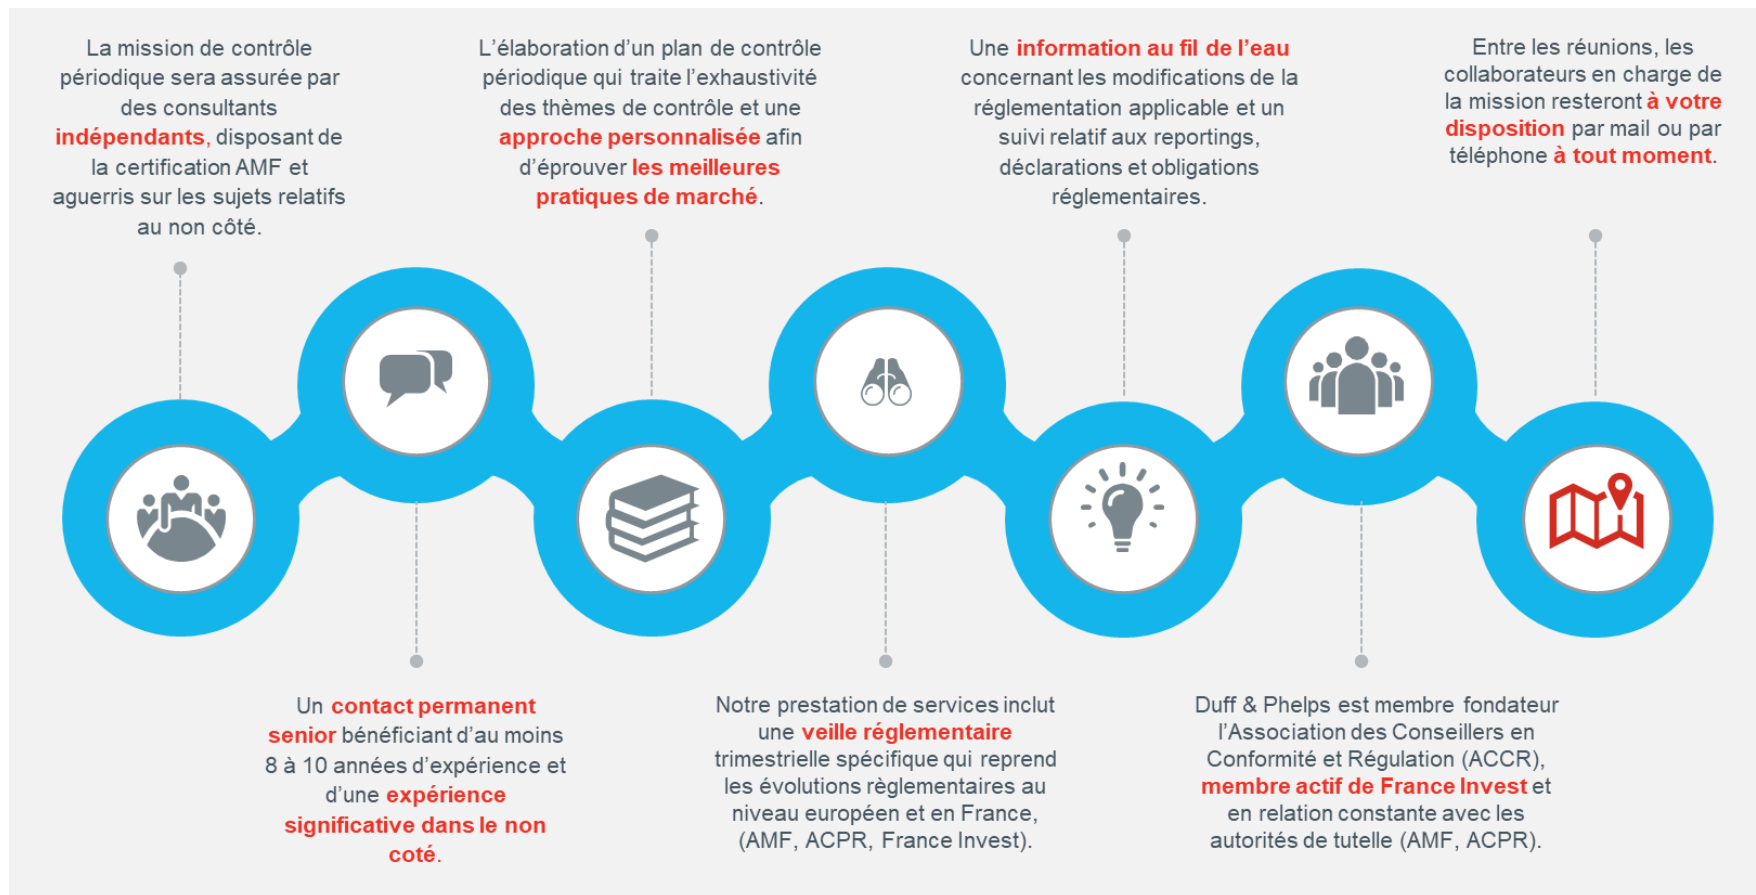 La mission de contrôle
périodique sera assurée par
des consultants
indépendants, disposant de
la certification AMF et
aguerris sur les sujets relatifs
au non côté.
L'élaboration d'un plan de contrôle
périodique qui traite l'exhaustivité
des thèmes de contrôle et une
approche personnalisée afin
d'éprouver les meilleures
pratiques de marché.
Une information au fil de l'eau
concernant les modifications de la
réglementation applicable et un
suivi relatif aux reportings,
déclarations et obligations
réglementaires.
Entre les réunions, les
collaborateurs en charge de
la mission resteront à votre
disposition par mail ou par
téléphone à tout moment.
Un contact permanent
senior bénéficiant d'au moins
8 à 10 années d'expérience et
d'une expérience
significative dans le non
coté.
Notre prestation de services inclut
une veille réglementaire
trimestrielle spécifique qui reprend
les évolutions règlementaires au
niveau européen et en France,
(AMF, ACPR, France Invest).
Duff & Phelps est membre fondateur
l'Association des Conseillers en
Conformité et Régulation (ACCR),
membre actif de France Invest et
en relation constante avec les
autorités de tutelle (AMF, ACPR).